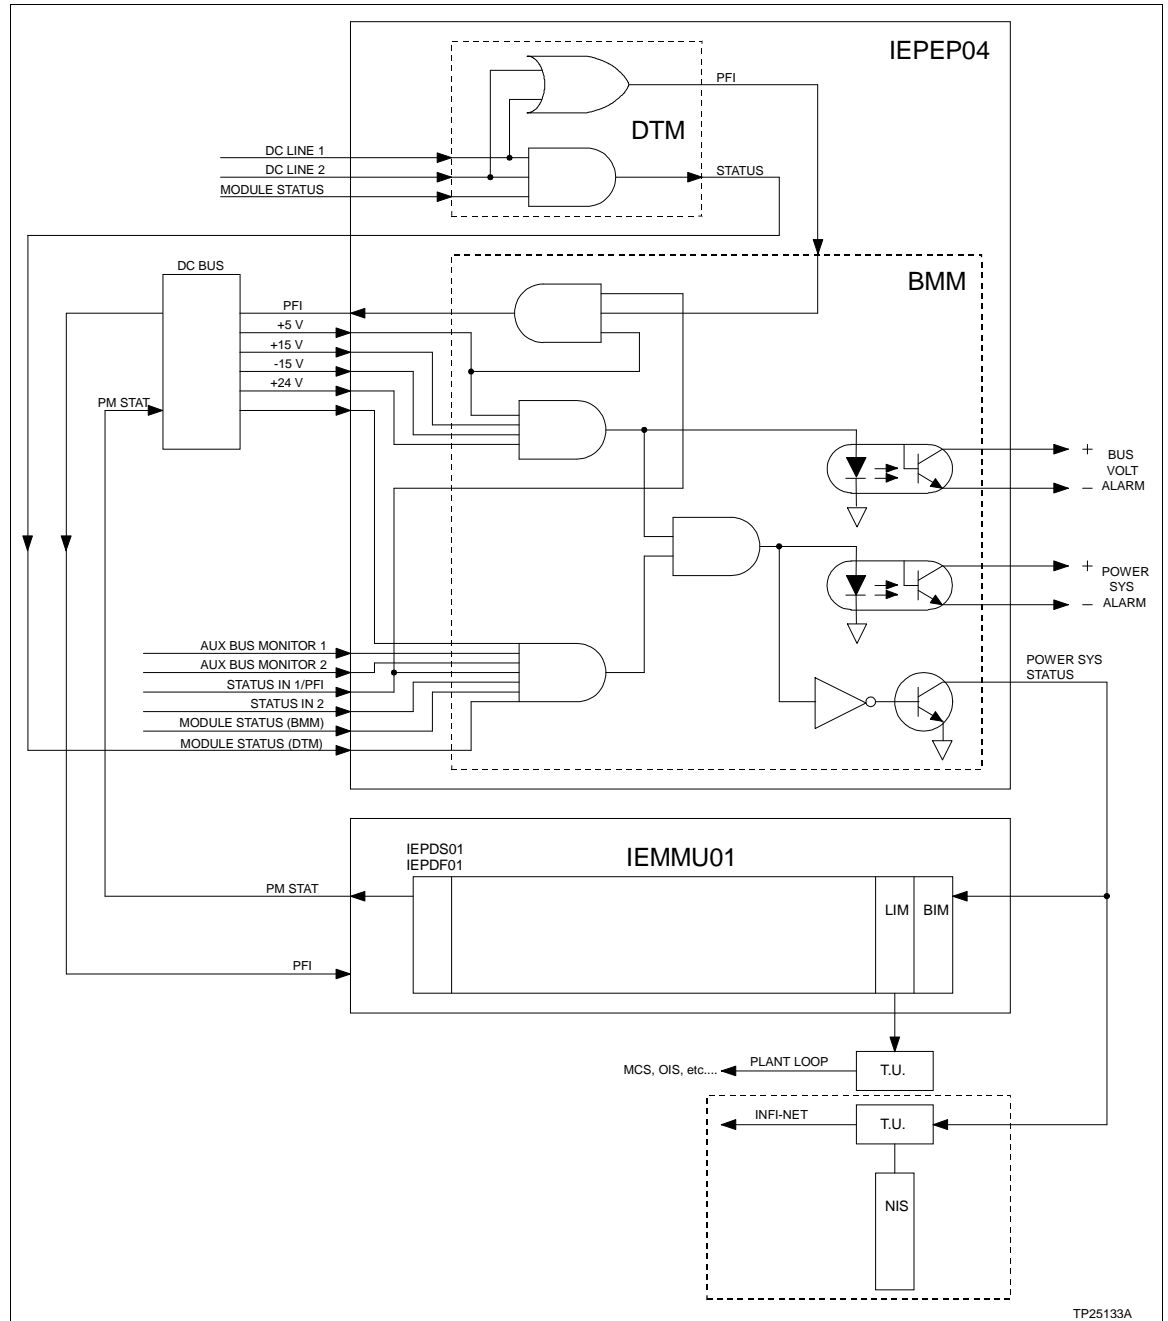 IEPEP04
PFI
DTM
DC LINE 1
DC LINE 2
MODULE STATUS
STATUS
DC BUS
BMM
PFI
+5 V
+15 V
-15 V
+24 V
PM STAT
+ BUS
VOLT
– ALARM
+ POWER
SYS
– ALARM
AUX BUS MONITOR 1
AUX BUS MONITOR 2
STATUS IN 1/PFI
STATUS IN 2
MODULE STATUS (BMM)
MODULE STATUS (DTM)
POWER SYS
STATUS
IEPDS01
IEPDF01
IEMMU01
PM STAT
LIM
BIM
PFI
MCS, OIS, etc....
PLANT LOOP
T.U.
INFI-NET
T.U.
NIS
TP25133A